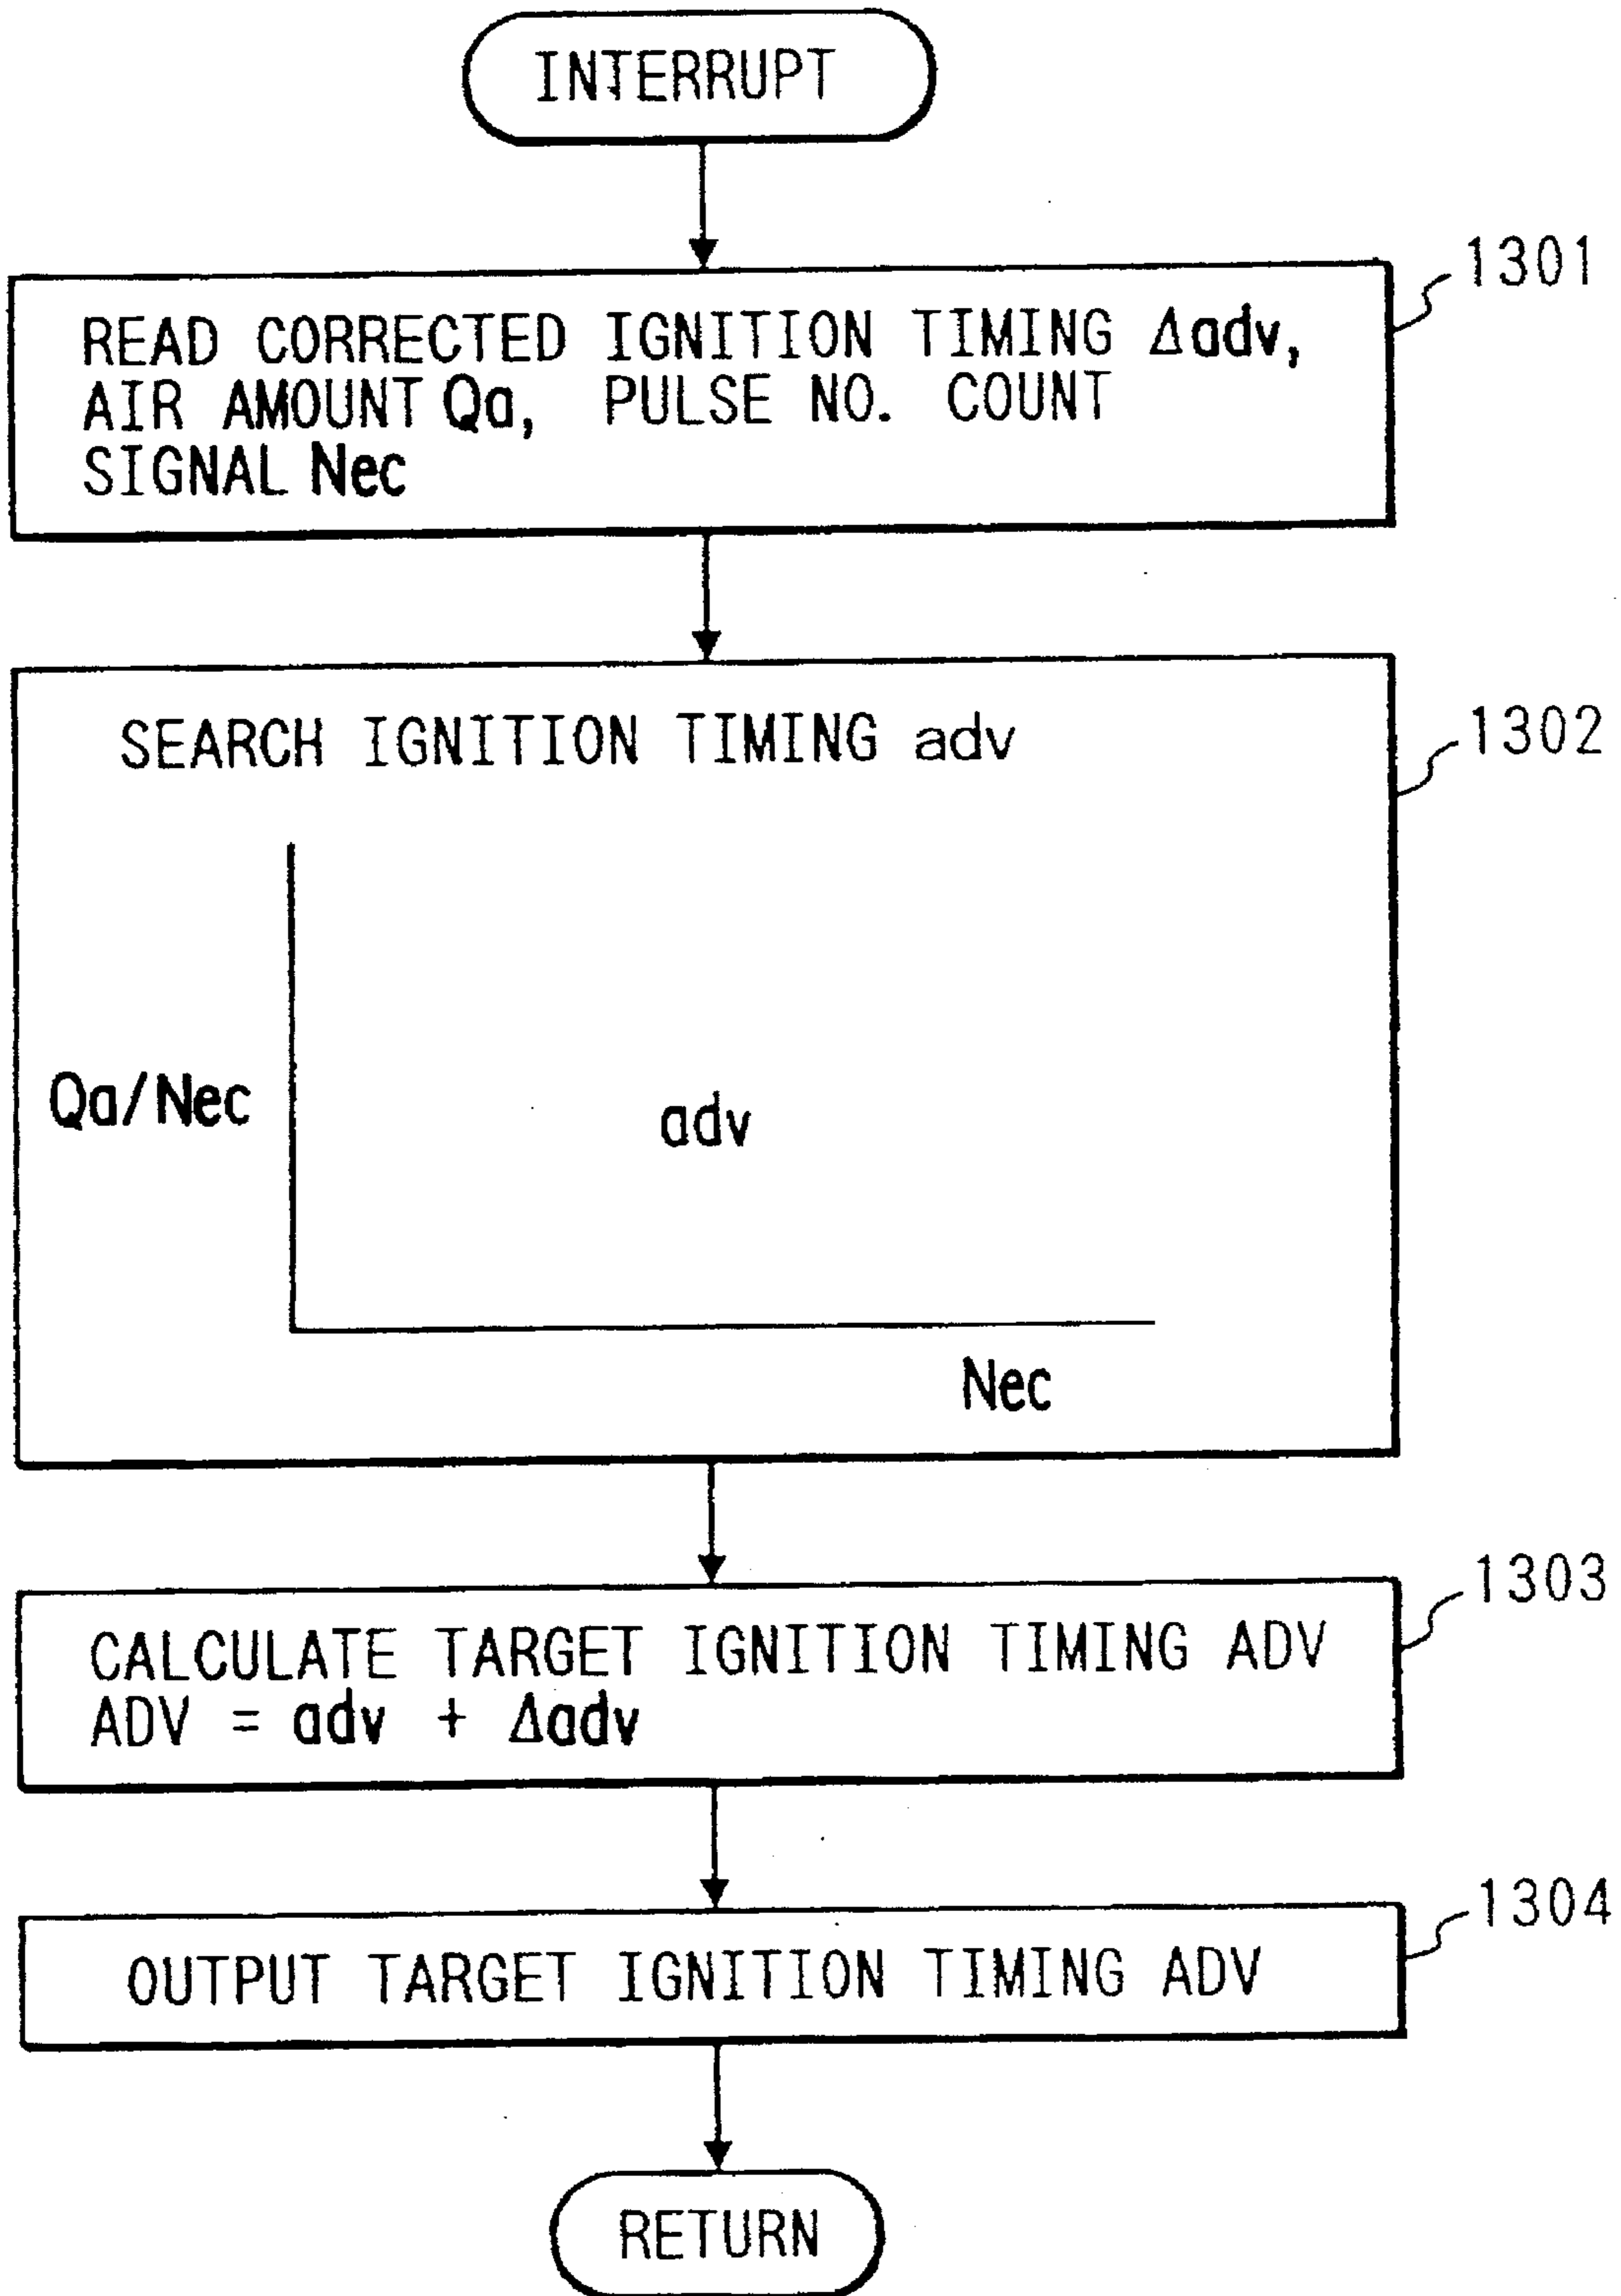 INTERRUPT
1301
READ CORRECTED IGNITION TIMING Δadv,
AIR AMOUNT Qa, PULSE NO. COUNT
SIGNAL Nec
1302
SEARCH IGNITION TIMING adv
Qa/Nec
adv
Nec
1303
CALCULATE TARGET IGNITION TIMING ADV
ADV = adv + Δadv
1304
OUTPUT TARGET IGNITION TIMING ADV
RETURN